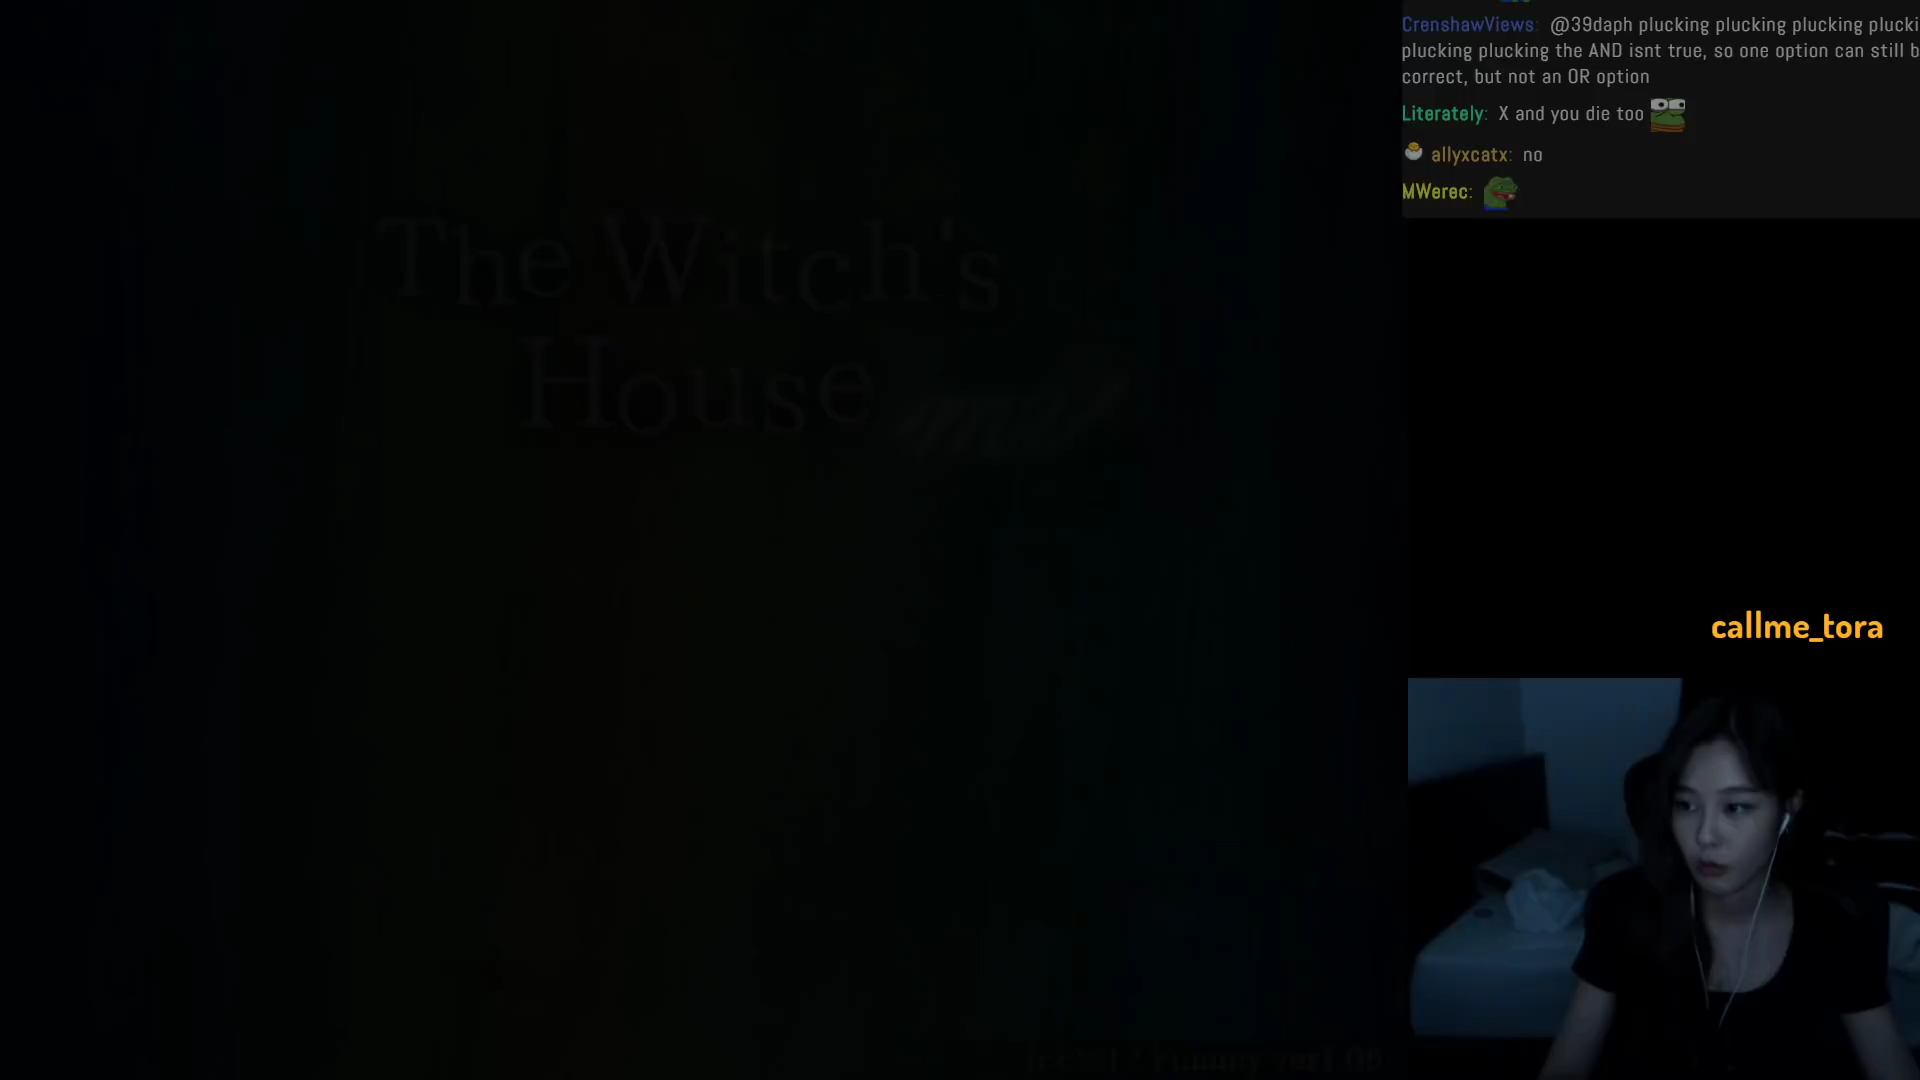 CrenshawViews: @39daph plucking plucking plucking plucki
plucking plucking the AND isnt true, so one option can still b
correct, but not an OR option
Literately: X and you die too
allyxcatx: no
MWerec:
The Witch's
House
callme_tora